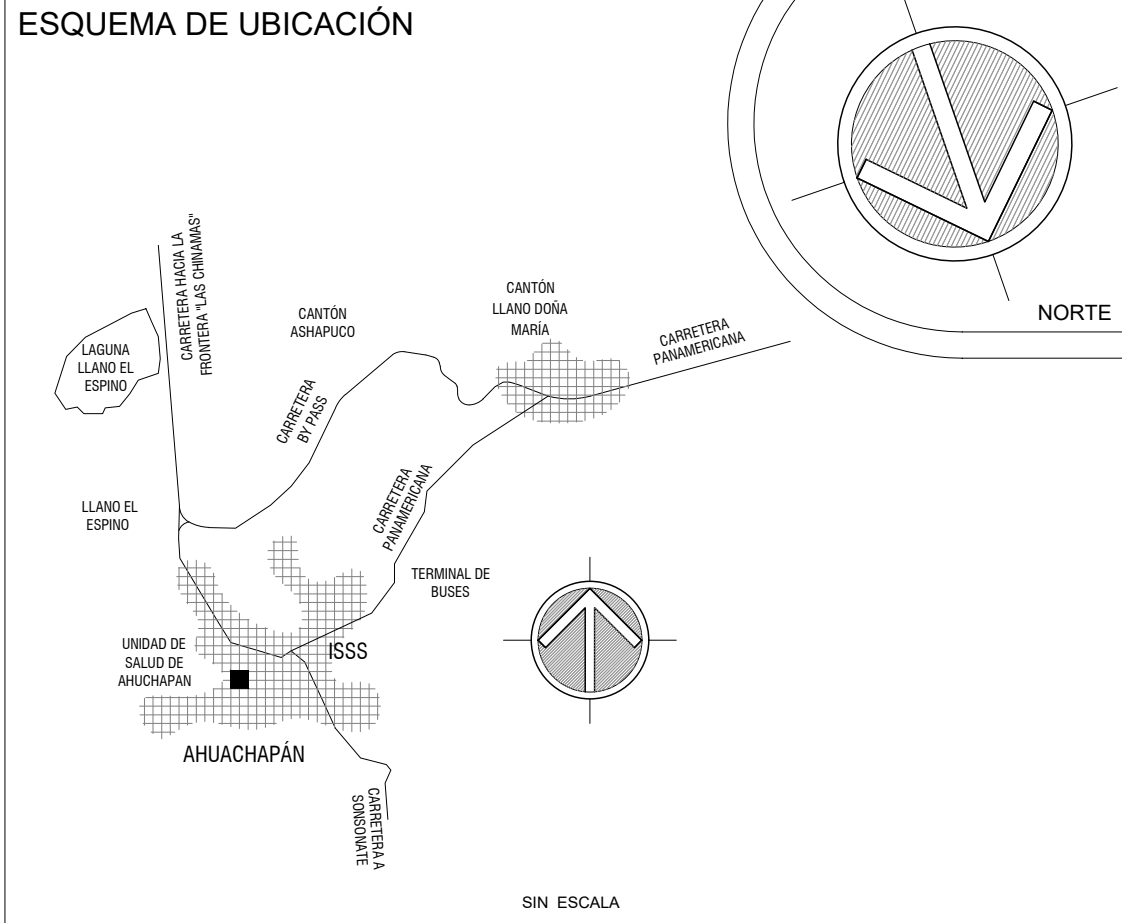 ESQUEMA DE UBICACIÓN
NORTE
CARRETERA HACIA LA
FRONTERA "LAS CHINAMAS"
LAGUNA
LLANO EL
ESPINO
CANTÓN
ASHAPUCO
CANTÓN
LLANO DOÑA
MARÍA
CARRETERA
PANAMERICANA
CARRETERA
BY PASS
CARRETERA
PANAMERICANA
LLANO EL
ESPINO
TERMINAL DE
BUSES
UNIDAD DE
SALUD DE
AHUCHAPAN
ISSS
AHUACHAPÁN
CARRETERA A
SONSONATE
SIN ESCALA